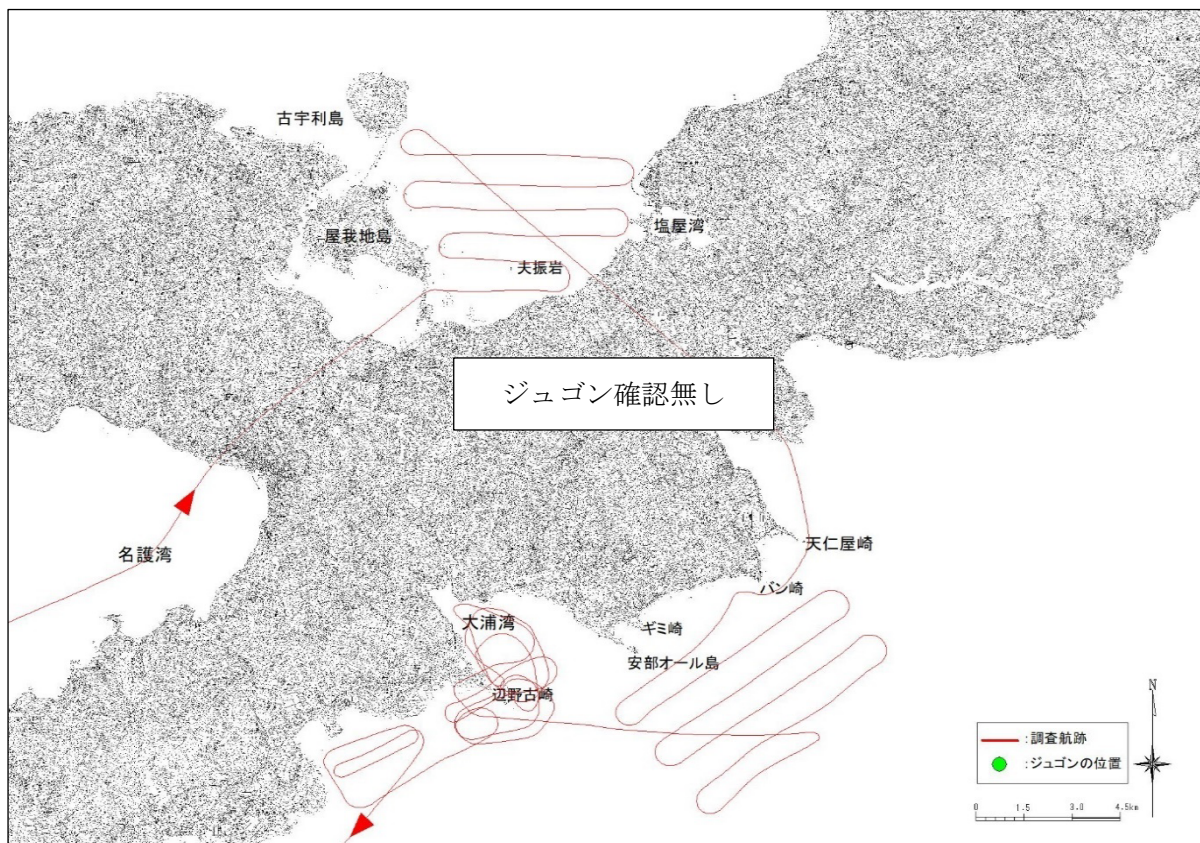 古宇利島
屋我地島
塩屋湾
夫振岩
ジュゴン確認無し
名護湾
天仁屋崎
バン崎
大浦湾
ギミ崎
安部オール島
辺野古崎
N
:調査航跡
:ジュゴンの位置
0 1.5 3.0 4.5km